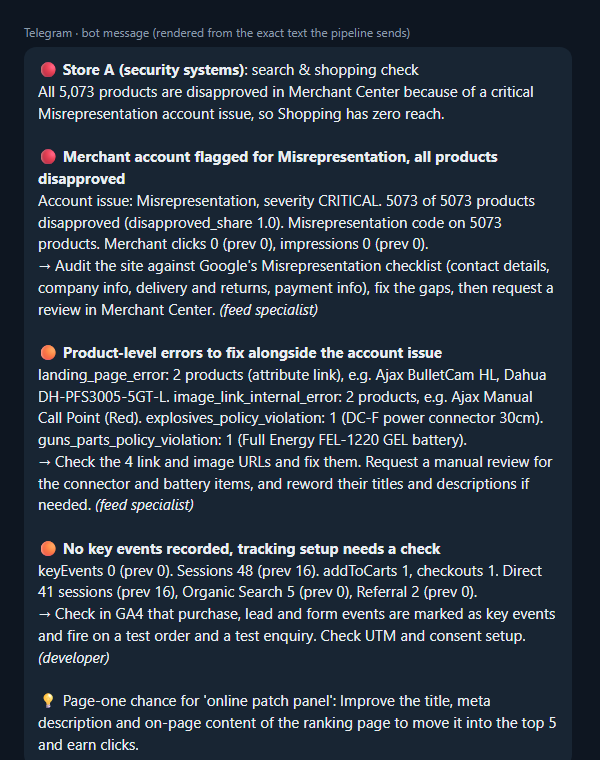 Telegram · bot message (rendered from the exact text the pipeline sends)
🔴 Store A (security systems): search & shopping check
All 5,073 products are disapproved in Merchant Center because of a critical
Misrepresentation account issue, so Shopping has zero reach.
🔴 Merchant account flagged for Misrepresentation, all products
disapproved
Account issue: Misrepresentation, severity CRITICAL. 5073 of 5073 products
disapproved (disapproved_share 1.0). Misrepresentation code on 5073
products. Merchant clicks 0 (prev 0), impressions 0 (prev 0).
→ Audit the site against Google's Misrepresentation checklist (contact details,
company info, delivery and returns, payment info), fix the gaps, then request a
review in Merchant Center. (feed specialist)
🟠 Product-level errors to fix alongside the account issue
landing_page_error: 2 products (attribute link), e.g. Ajax BulletCam HL, Dahua
DH-PFS3005-5GT-L. image_link_internal_error: 2 products, e.g. Ajax Manual
Call Point (Red). explosives_policy_violation: 1 (DC-F power connector 30cm).
guns_parts_policy_violation: 1 (Full Energy FEL-1220 GEL battery).
→ Check the 4 link and image URLs and fix them. Request a manual review for
the connector and battery items, and reword their titles and descriptions if
needed. (feed specialist)
🟠 No key events recorded, tracking setup needs a check
keyEvents 0 (prev 0). Sessions 48 (prev 16). addToCarts 1, checkouts 1. Direct
41 sessions (prev 16), Organic Search 5 (prev 0), Referral 2 (prev 0).
→ Check in GA4 that purchase, lead and form events are marked as key events
and fire on a test order and a test enquiry. Check UTM and consent setup.
(developer)
💡 Page-one chance for 'online patch panel': Improve the title, meta
description and on-page content of the ranking page to move it into the top 5
and earn clicks.